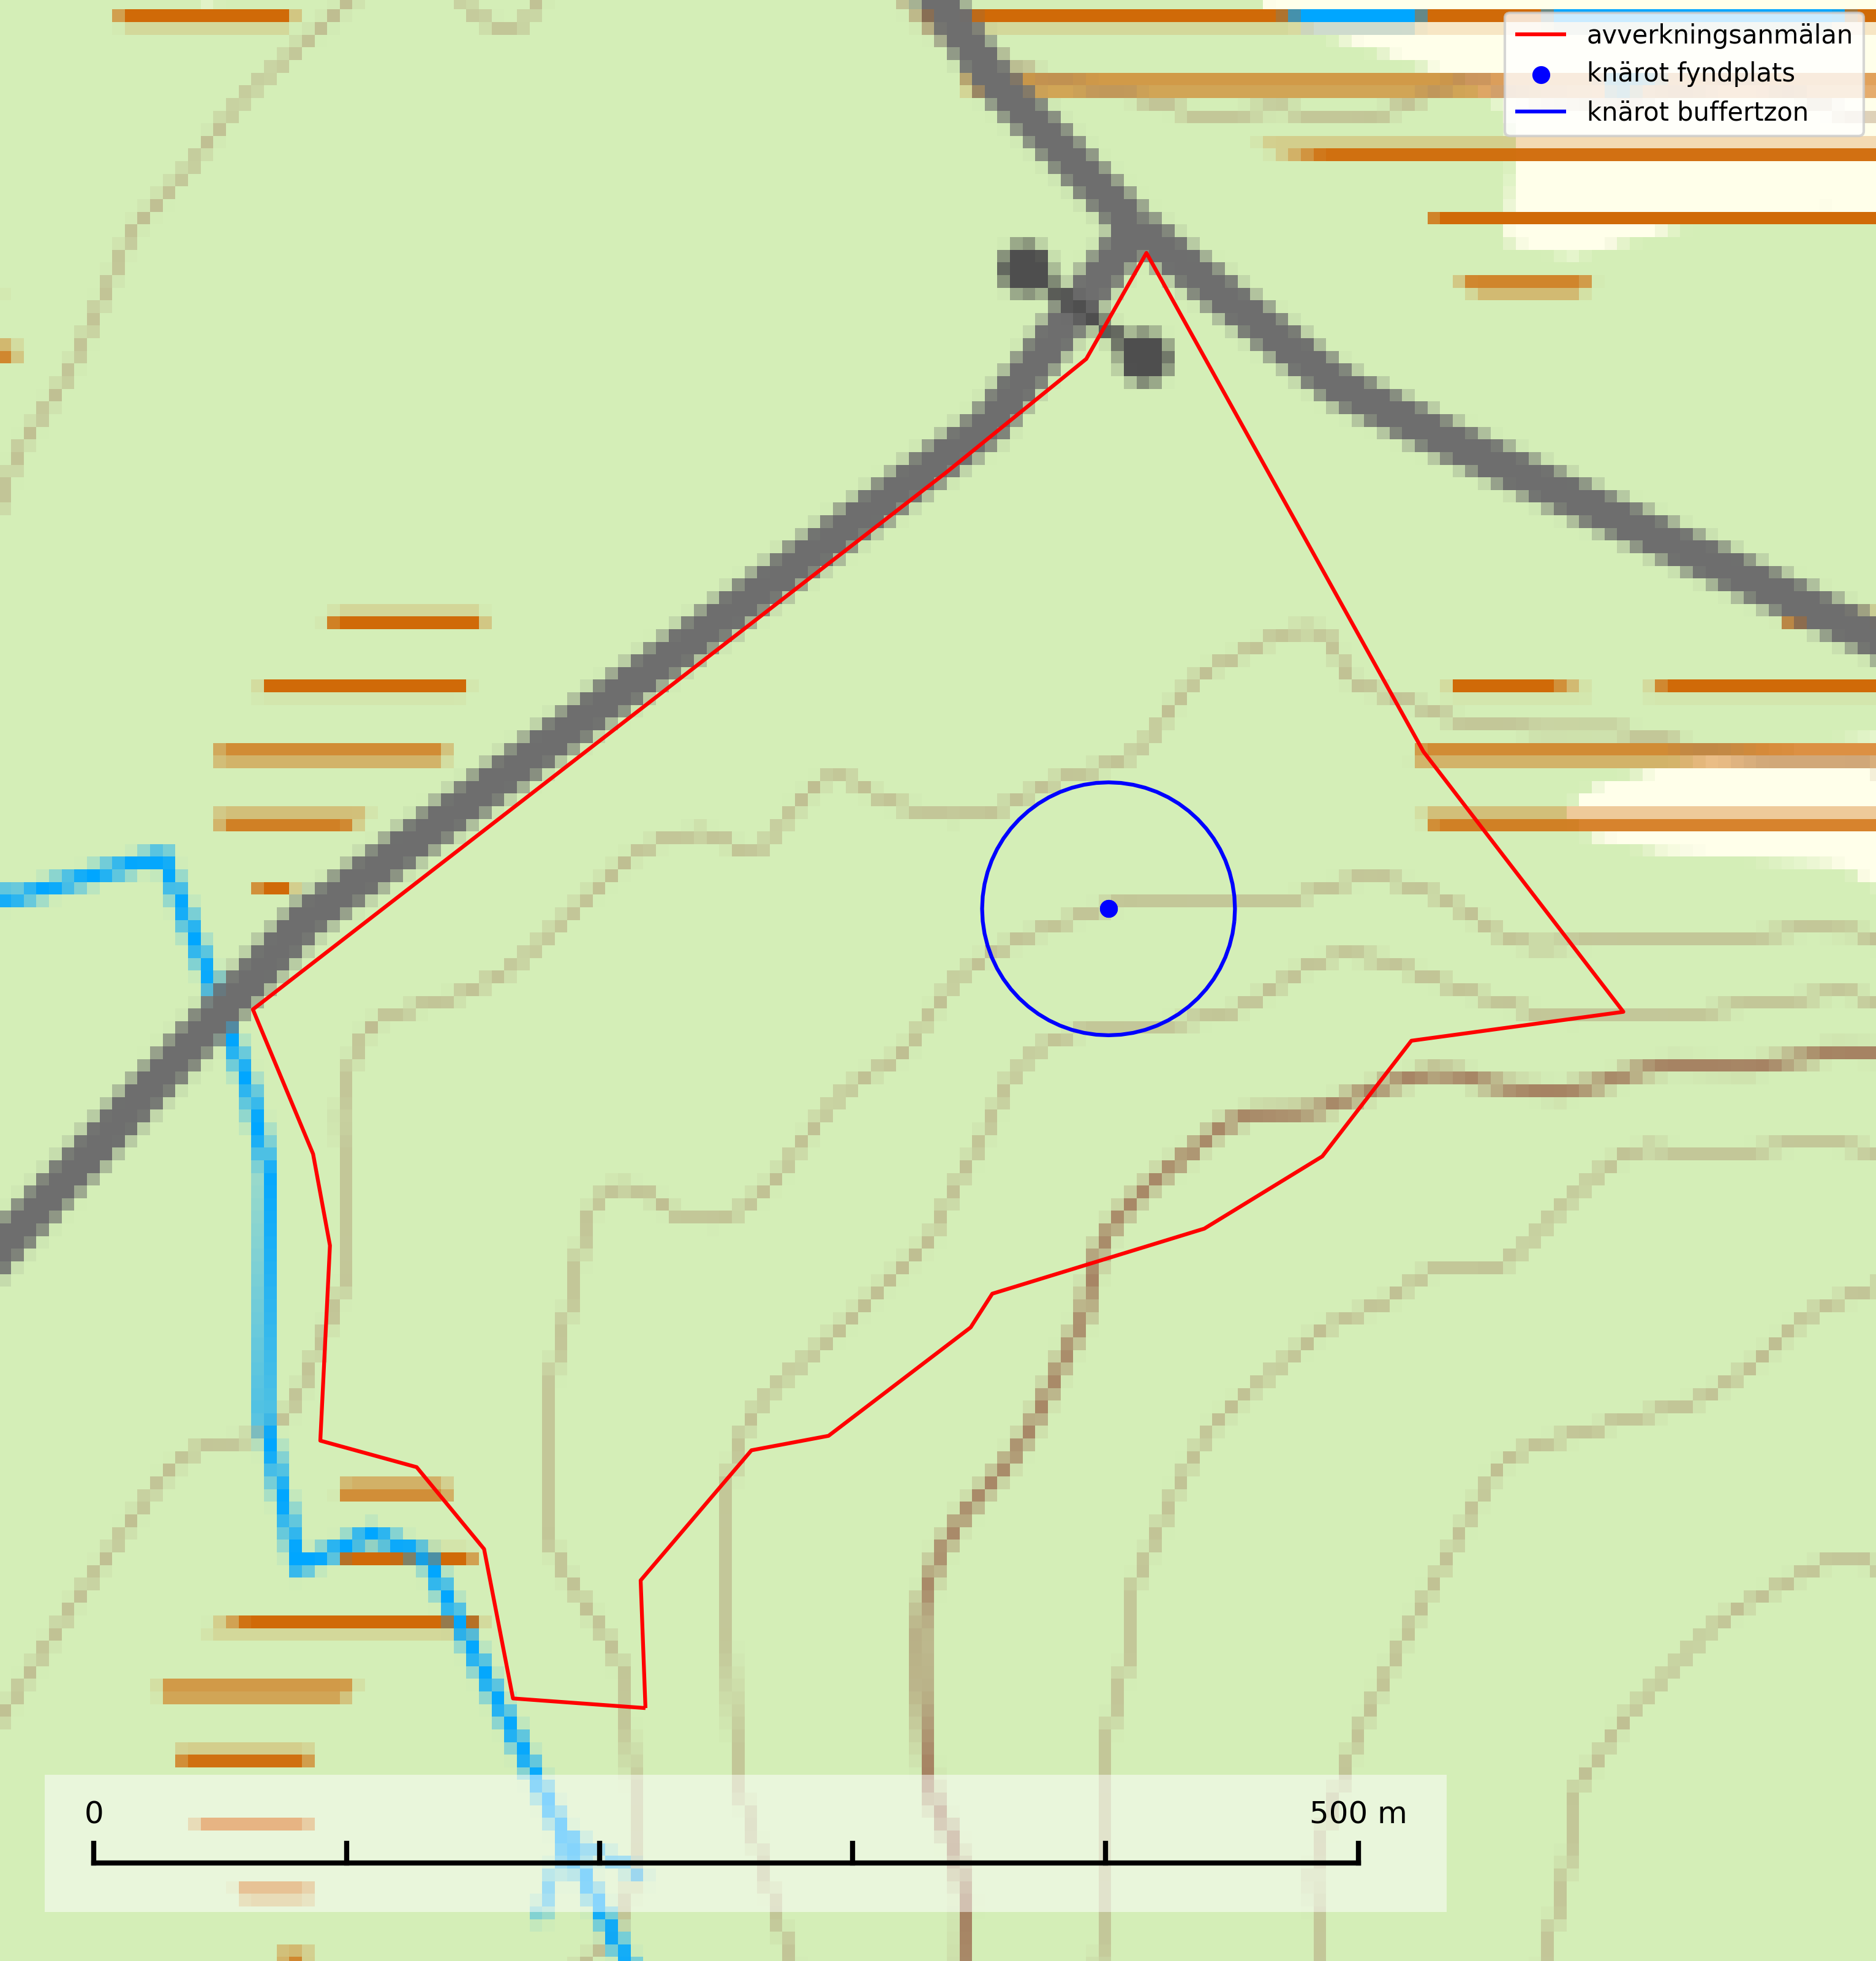 avverkningsanmälan
knärot fyndplats
knärot buffertzon
0 500 m